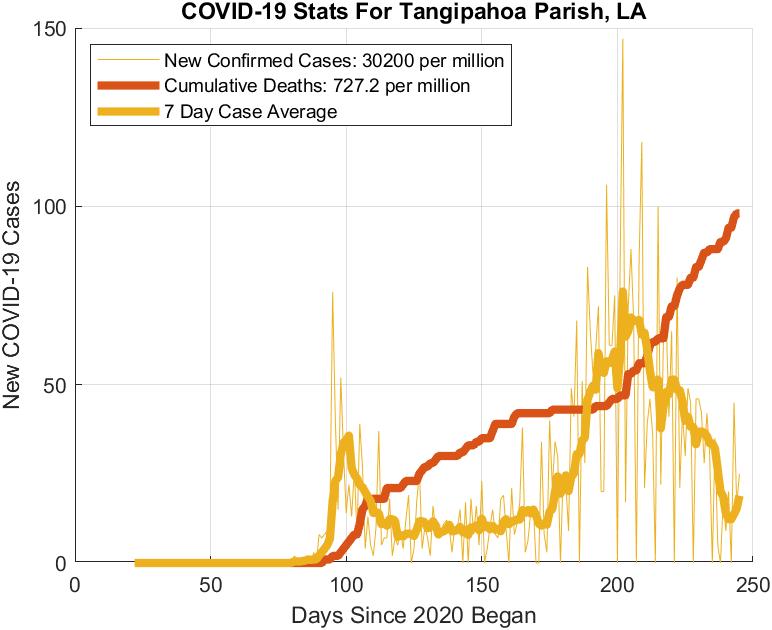 COVID-19 Stats For Tangipahoa Parish, LA
150
New Confirmed Cases: 30200 per million
Cumulative Deaths: 727.2 per million
7 Day Case Average
100
New COVID-19 Cases
50
0
0 50 100 150 200 250
Days Since 2020 Began